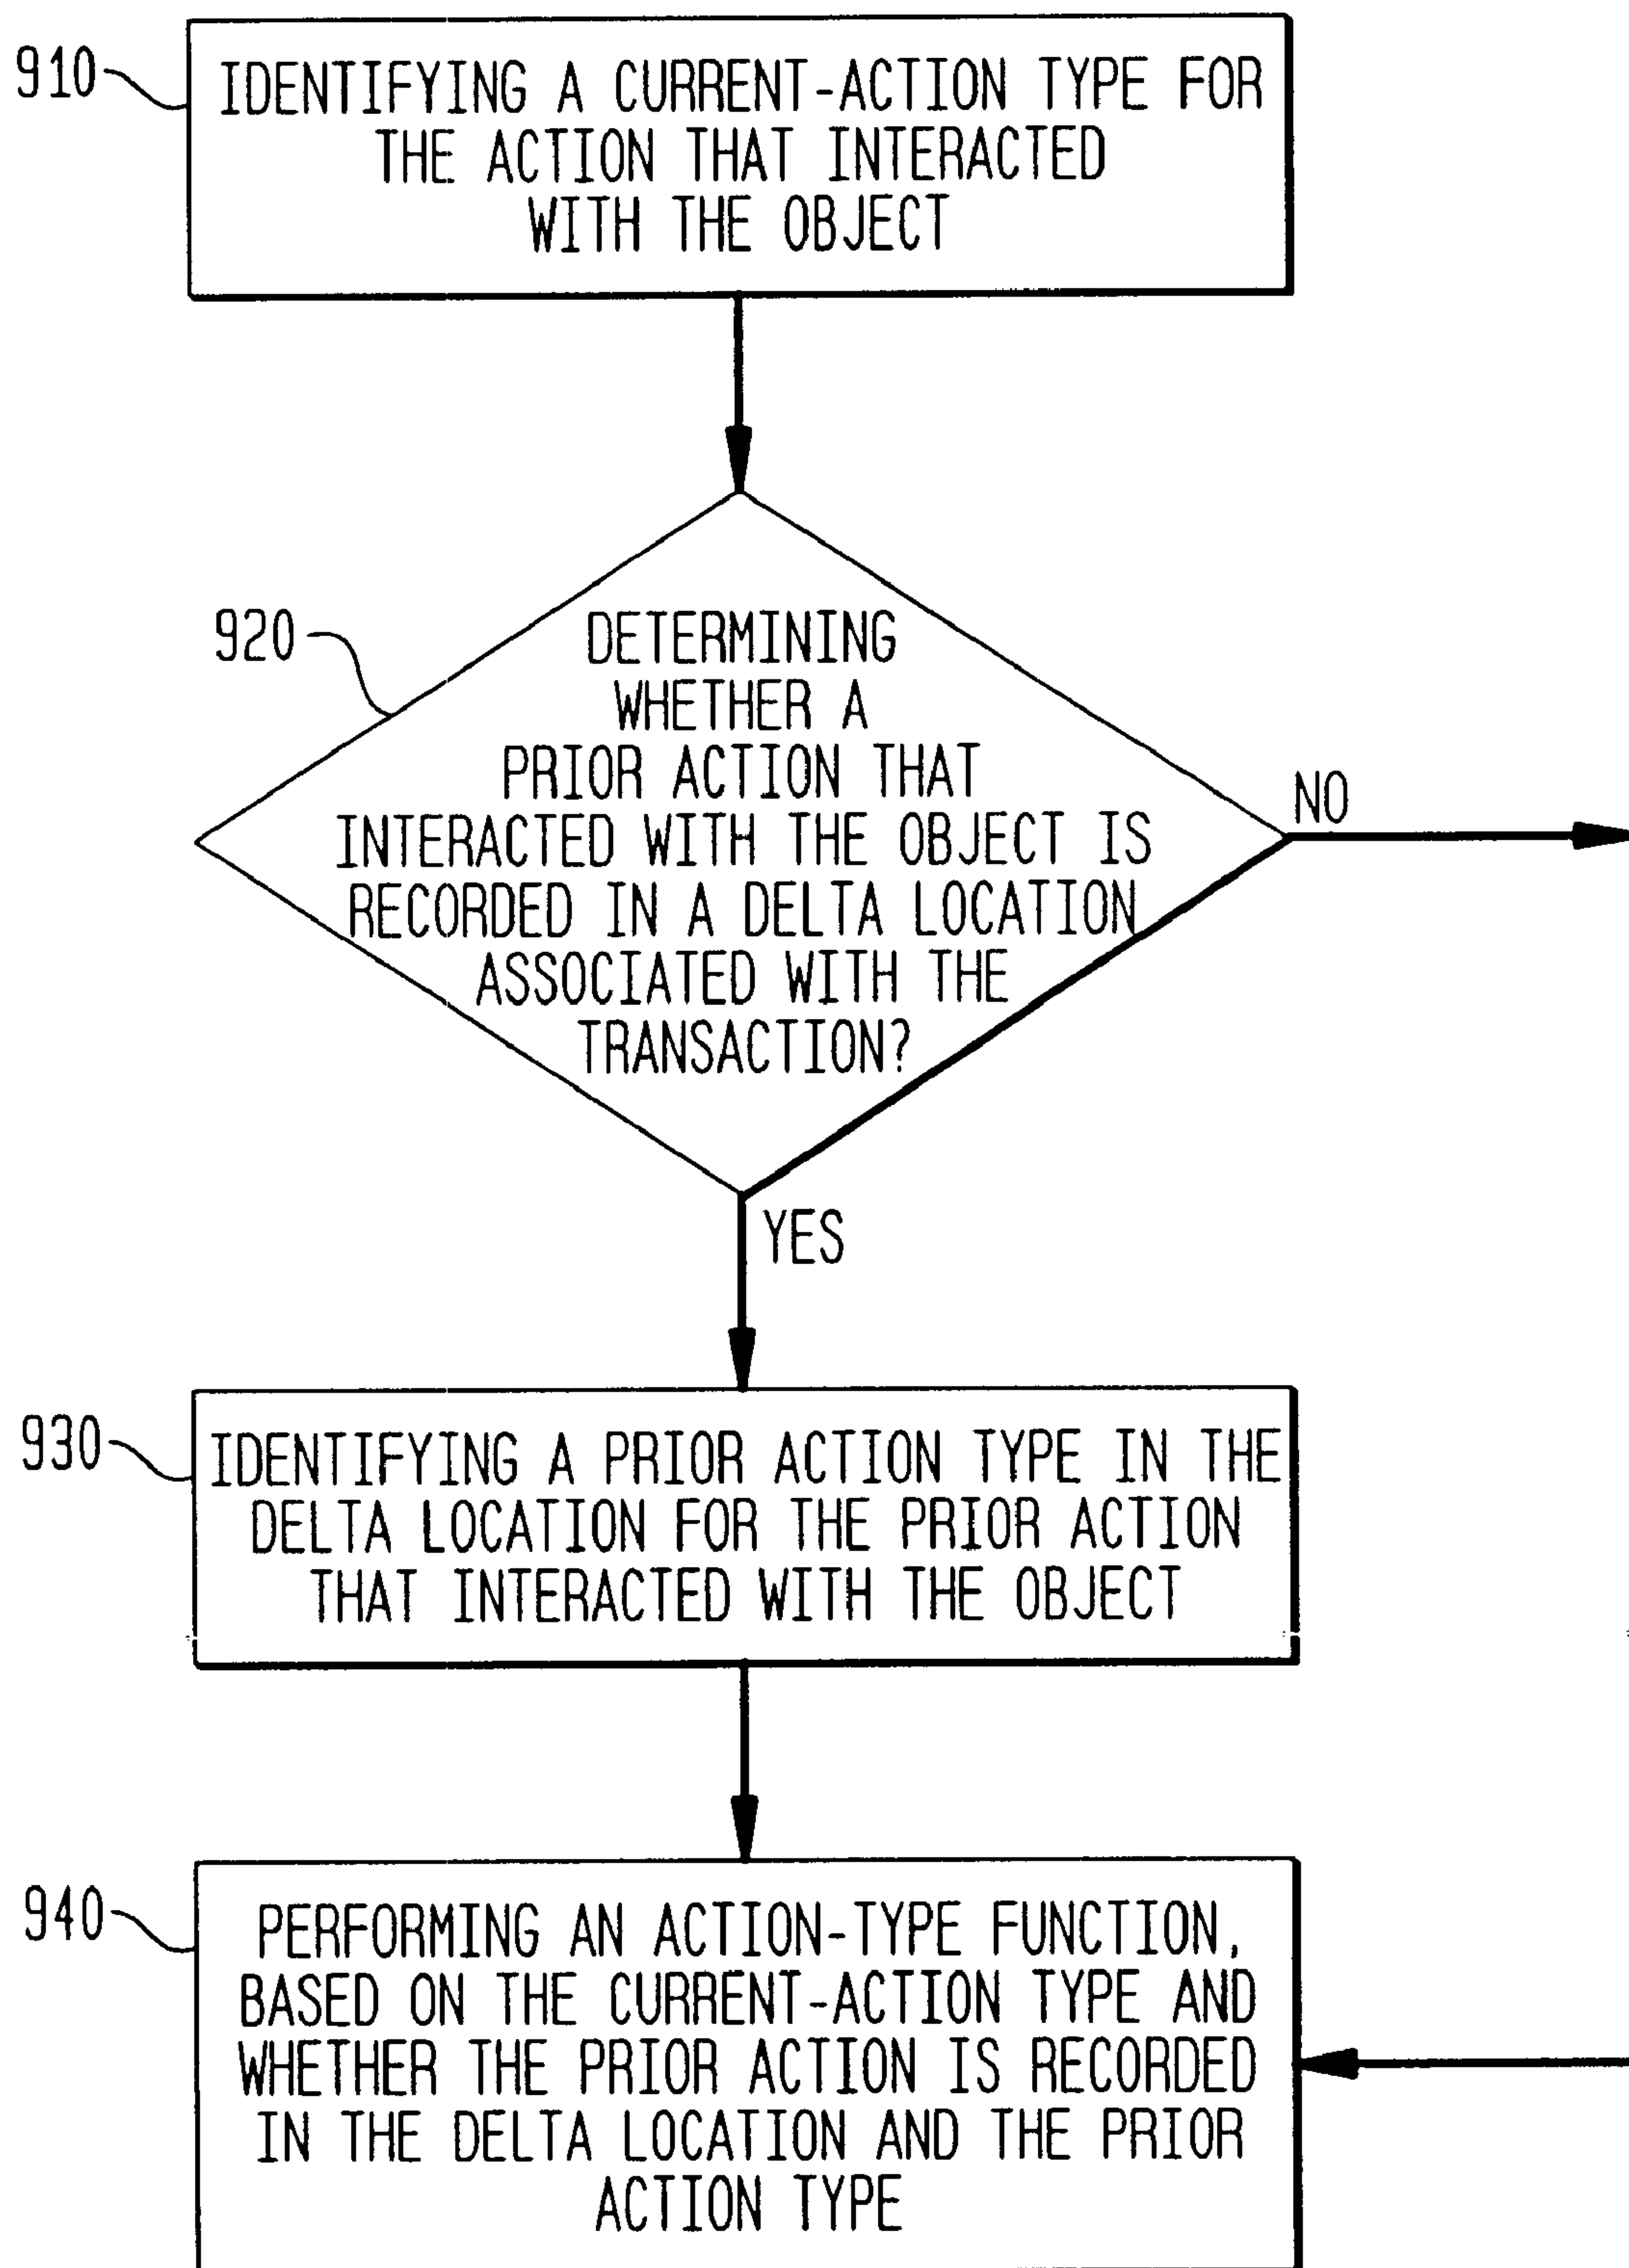 910
IDENTIFYING A CURRENT-ACTION TYPE FOR
THE ACTION THAT INTERACTED
WITH THE OBJECT
920
DETERMINING
WHETHER A
PRIOR ACTION THAT
INTERACTED WITH THE OBJECT IS
RECORDED IN A DELTA LOCATION
ASSOCIATED WITH THE
TRANSACTION?
NO
YES
930
IDENTIFYING A PRIOR ACTION TYPE IN THE
DELTA LOCATION FOR THE PRIOR ACTION
THAT INTERACTED WITH THE OBJECT
940
PERFORMING AN ACTION-TYPE FUNCTION,
BASED ON THE CURRENT-ACTION TYPE AND
WHETHER THE PRIOR ACTION IS RECORDED
IN THE DELTA LOCATION AND THE PRIOR
ACTION TYPE